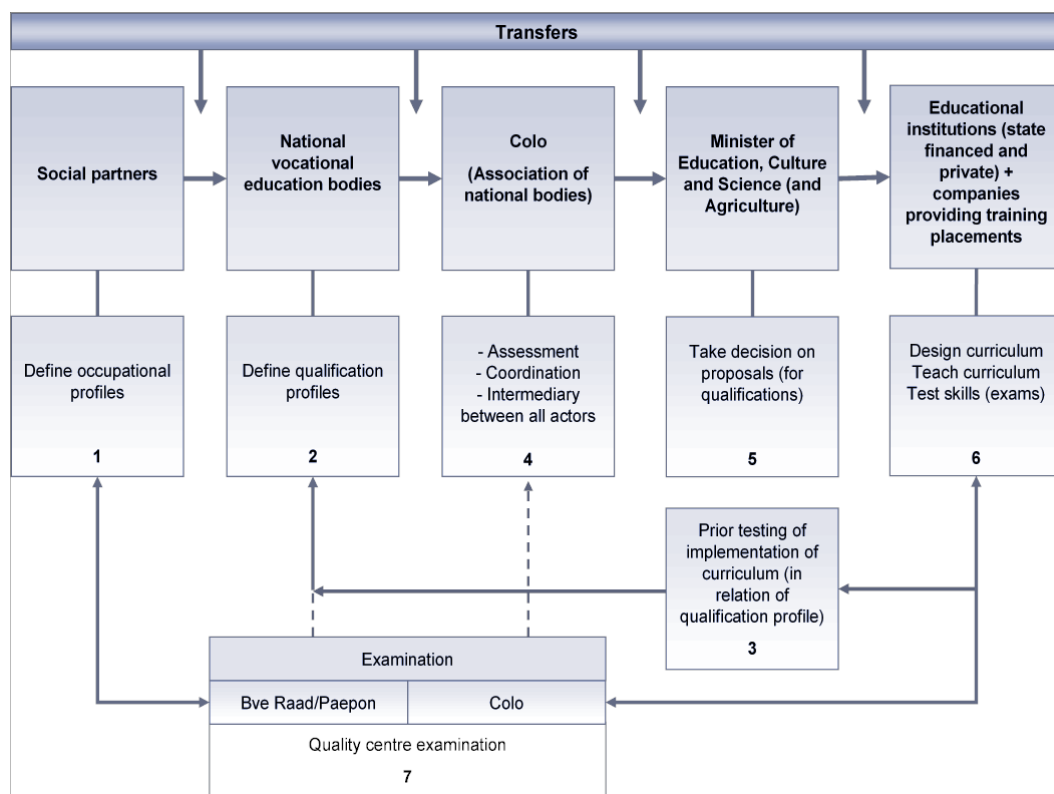 Transfers
Social partners
National
vocational
education bodies
Colo
(Association of
national bodies)
Minister of
Education, Culture
and Science (and
Agriculture)
Educational
institutions (state
financed and
private) +
companies
providing training
placements
Define occupational
profiles
1
Define qualification
profiles
2
- Assessment
- Coordination
- Intermediary
between all actors
4
Take decision on
proposals (for
qualifications)
5
Design curriculum
Teach curriculum
Test skills (exams)
6
Prior testing of
implementation of
curriculum (in
relation of
qualification profile)
3
Examination
Bve Raad/Paepon
Colo
Quality centre examination
7